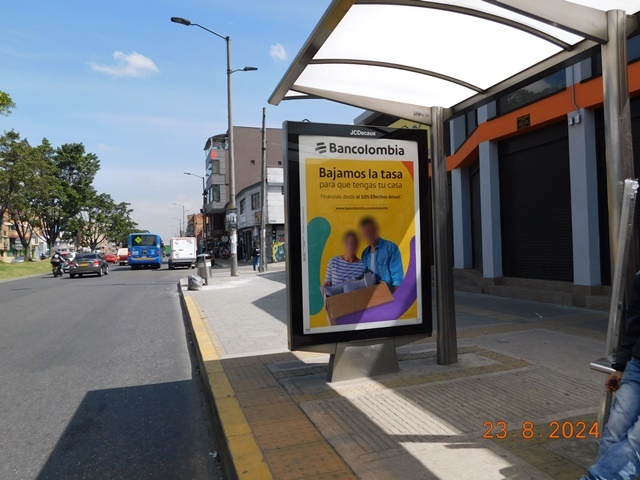 JCDecaux
Bancolombia
Bajamos la tasa
para que tengas tu casa
23.8.2024